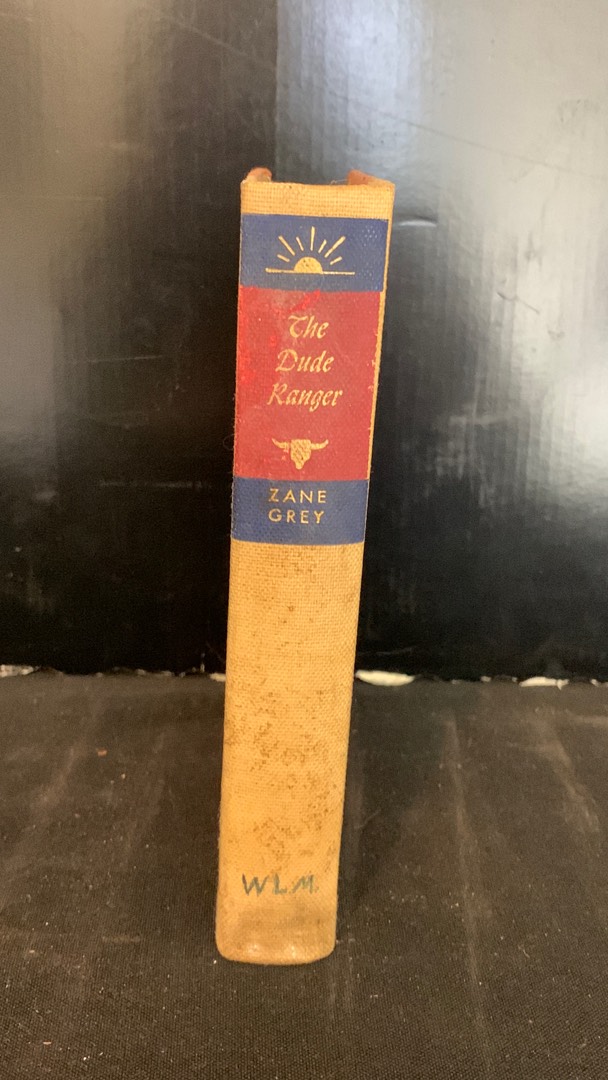 The
Dude
Ranger
ZANE
GREY
W.L.M.